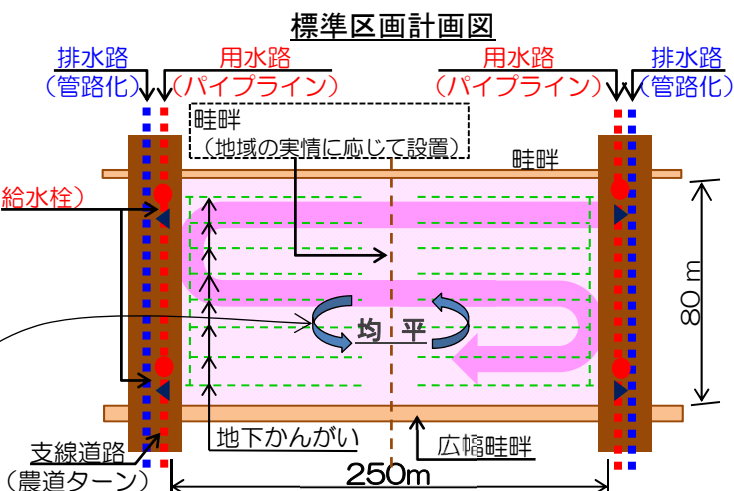 標準区画計画図
排水路
(管路化)
用水路
(パイプライン)
用水路
(パイプライン)
排水路
(管路化)
畦畔
(地域の実情に応じて設置)
畦畔
給水栓)
80m
均平
地下かんがい
広幅畦畔
支線道路
(農道ターン)
250m